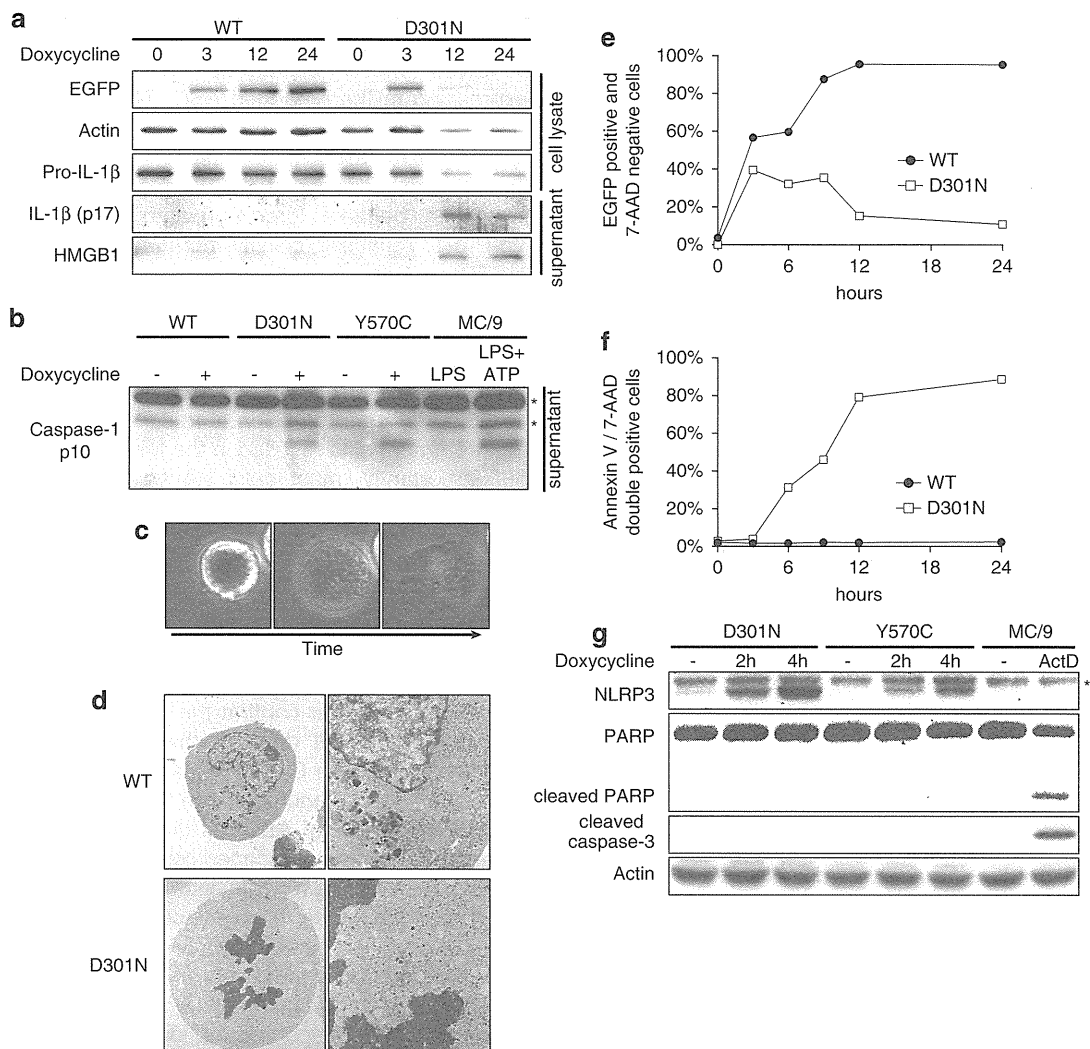 a
WT D301N
Doxycycline 0 3 12 24 0 3 12 24
EGFP
Actin
Pro-IL-1β
cell lysate
IL-1β (p17)
HMGB1
supernatant
b
WT D301N Y570C MC/9
Doxycycline - + - + - + LPS LPS+ATP
*
*
Caspase-1
p10
supernatant
c
Time
d
WT
D301N
e
EGFP positive and
7-AAD negative cells
100%
80%
60%
40%
20%
0%
WT
D301N
0 6 12 18 24
hours
f
Annexin V / 7-AAD
double positive cells
100%
80%
60%
40%
20%
0%
WT
D301N
0 6 12 18 24
hours
g
D301N Y570C MC/9
Doxycycline - 2h 4h - 2h 4h - ActD
NLRP3 *
PARP
cleaved PARP
cleaved
caspase-3
Actin